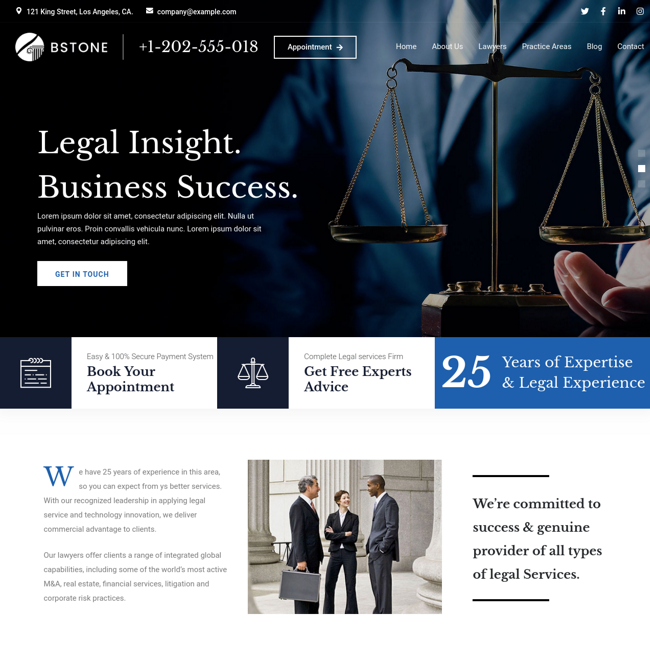 121 King Street, Los Angeles, CA. company@example.com
BSTONE
+1-202-555-018
Appointment
Home About Us Lawyers Practice Areas Blog Contact
Legal Insight.
Business Success.
Lorem ipsum dolor sit amet, consectetur adipiscing elit. Nulla ut
pulvinar eros. Proin convallis vehicula nunc. Lorem ipsum dolor sit
amet, consectetur adipiscing elit.
GET IN TOUCH
Easy & 100% Secure Payment System
Book Your
Appointment
Complete Legal services Firm
Get Free Experts
Advice
25
Years of Expertise
& Legal Experience
We have 25 years of experience in this area,
so you can expect from ys better services.
With our recognized leadership in applying legal
service and technology innovation, we deliver
commercial advantage to clients.
Our lawyers offer clients a range of integrated global
capabilities, including some of the world's most active
M&A, real estate, financial services, litigation and
corporate risk practices.
We're committed to
success & genuine
provider of all types
of legal Services.